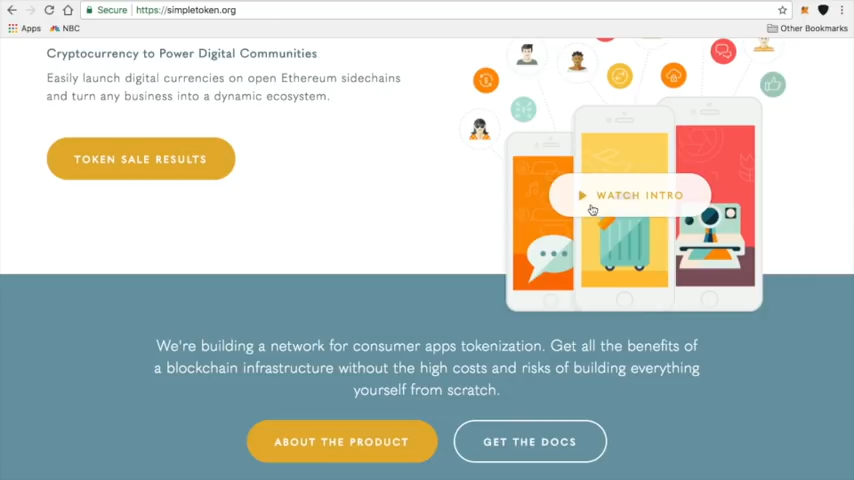 Secure
https://simpletoken.org
Apps
NBC
Other Bookmarks
Cryptocurrency to Power Digital Communities
Easily launch digital currencies on open Ethereum sidechains
and turn any business into a dynamic ecosystem.
TOKEN SALE RESULTS
WATCH INTRO
We're building a network for consumer apps tokenization. Get all the benefits of
a blockchain infrastructure without the high costs and risks of building everything
yourself from scratch.
ABOUT THE PRODUCT
GET THE DOCS